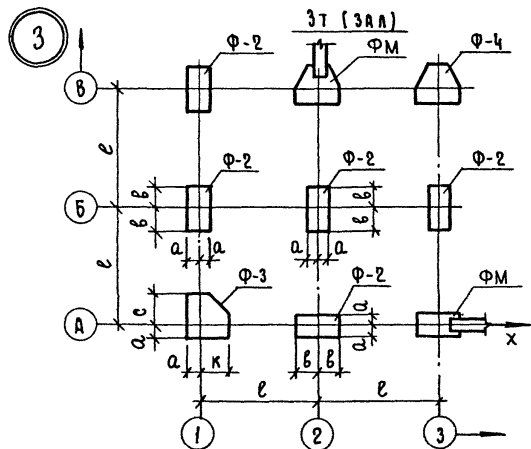 3
3т (ЗАЛ)
Ф-2
ФМ
Ф-4
В
е
Ф-2
Ф-2
Ф-2
Б
в
в
в
в
в
в
а
а
а
а
е
Ф-3
Ф-2
ФМ
А
с
а
а
а
х
а
к
в
в
е
е
1
2
3